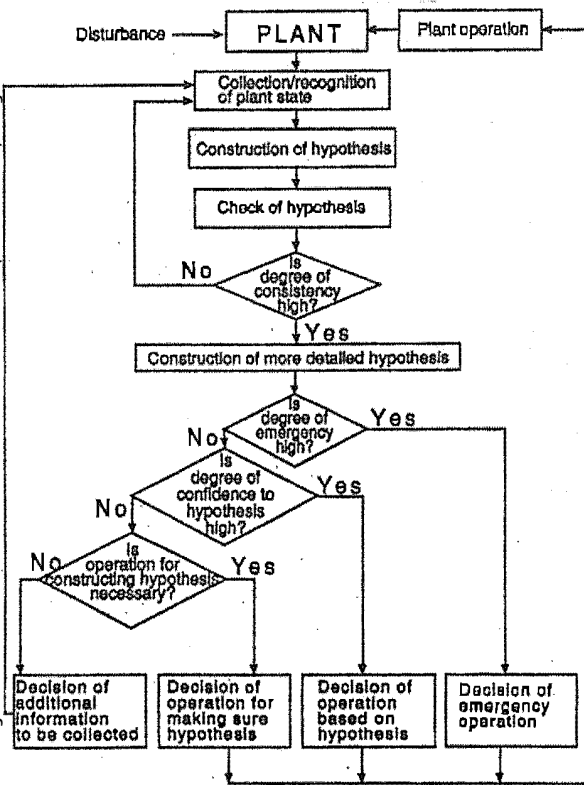 Disturbance
PLANT
Plant operation
Collection/recognition
of plant state
Construction of hypothesis
Check of hypothesis
Is
degree of
consistency
high?
No
Yes
Construction of more detailed hypothesis
Is
degree of
emergency
high?
Yes
No
Is
degree of
confidence to
hypothesis
high?
Yes
No
Is
operation for
constructing hypothesis
necessary?
No
Yes
Decision of
additional
information
to be collected
Decision of
operation for
making sure
hypothesis
Decision of
operation
based on
hypothesis
Decision of
emergency
operation